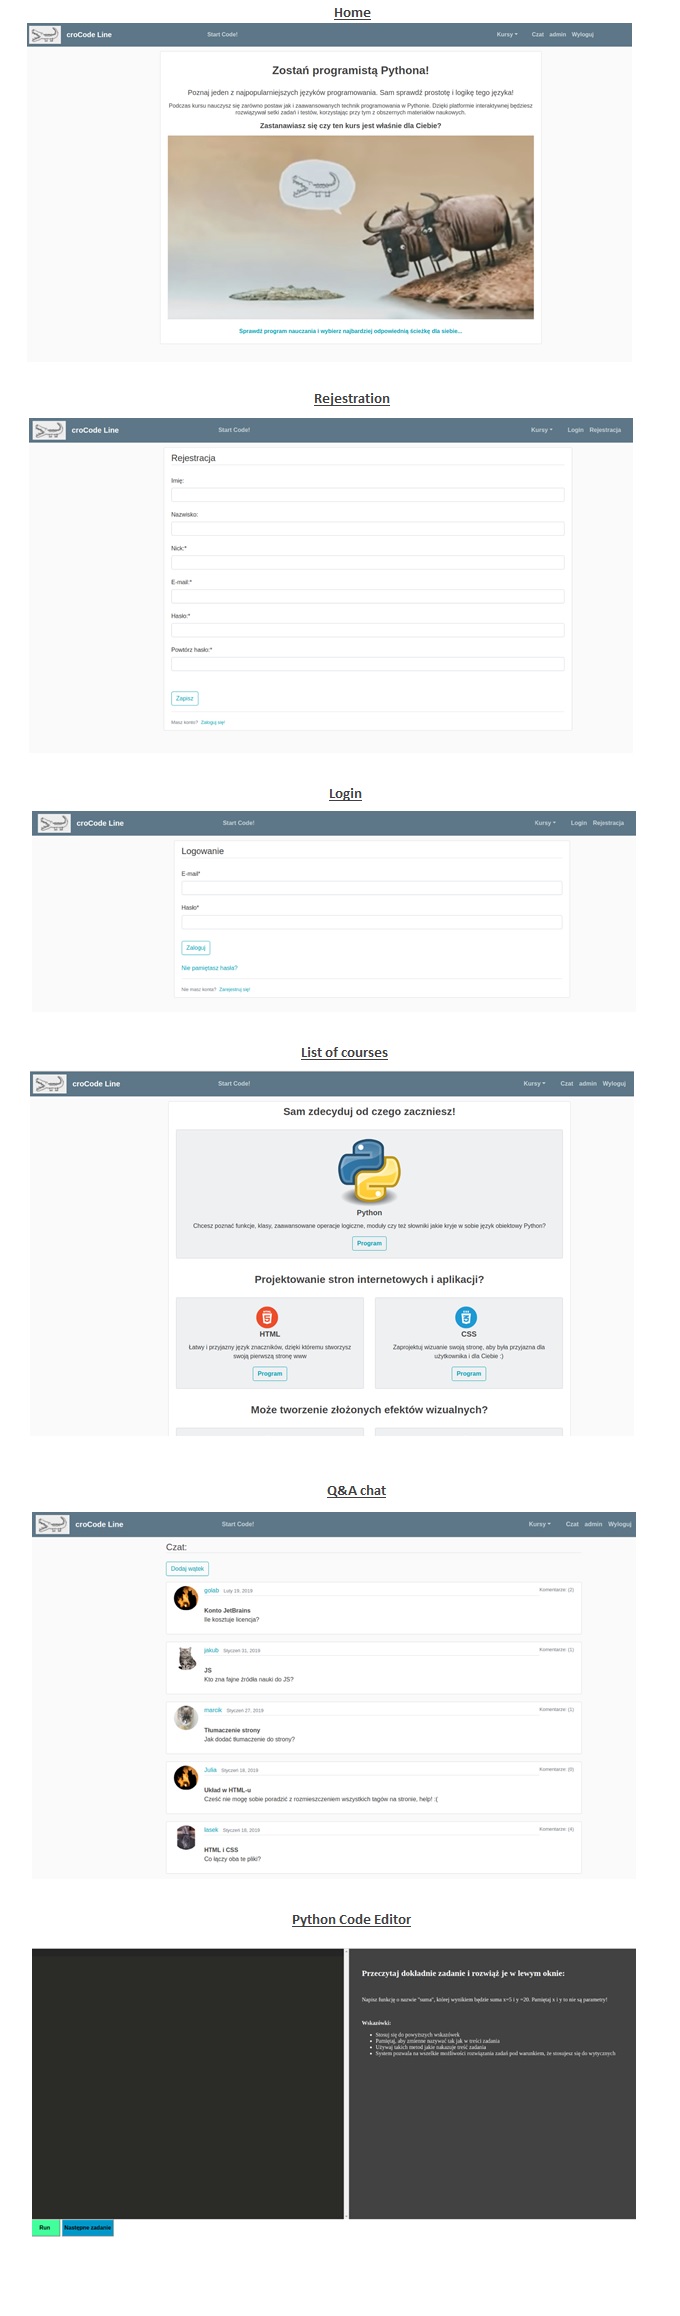 Home
croCode Line Start Code! Kursy Czat admin Wyloguj
Zostań programistą Pythona!
Poznaj jeden z najpopularniejszych języków programowania. Sam sprawdź prostotę i logikę tego języka!
Podczas kursu nauczysz się zarówno postaw jak i zaawansowanych technik programowania w Pythonie. Dzięki platformie interaktywnej będziesz
rozwiązywał setki zadań i testów, korzystając przy tym z obszernych materiałów naukowych.
Zastanawiasz się czy ten kurs jest właśnie dla Ciebie?
Sprawdź program nauczania i wybierz najbardziej odpowiednią ścieżkę dla siebie...
Rejestration
croCode Line Start Code! Kursy Login Rejestracja
Rejestracja
Imię:
Nazwisko:
Nick:*
E-mail:*
Hasło:*
Powtórz hasło:*
Zapisz
Masz konto? Zaloguj się!
Login
croCode Line Start Code! Kursy Login Rejestracja
Logowanie
E-mail*
Hasło*
Zaloguj
Nie pamiętasz hasła?
Nie masz konta? Zarejestruj się!
List of courses
croCode Line Start Code! Kursy Czat admin Wyloguj
Sam zdecyduj od czego zaczniesz!
Python
Chcesz poznać funkcje, klasy, zaawansowane operacje logiczne, moduły czy też słowniki jakie kryje w sobie język obiektowy Python?
Program
Projektowanie stron internetowych i aplikacji?
HTML
Łatwy i przyjazny język znaczników, dzięki któremu stworzysz
swoją pierwszą stronę www
Program
CSS
Zaprojektuj wizuanie swoją stronę, aby była przyjazna dla
użytkownika i dla Ciebie :)
Program
Może tworzenie złożonych efektów wizualnych?
Q&A chat
croCode Line Start Code! Kursy Czat admin Wyloguj
Czat:
Dodaj wątek
golab Luty 19, 2019 Komentarze: (2)
Konto JetBrains
Ile kosztuje licencja?
jakub Styczeń 31, 2019 Komentarze: (1)
JS
Kto zna fajne źródła nauki do JS?
marcik Styczeń 27, 2019 Komentarze: (1)
Tłumaczenie strony
Jak dodać tłumaczenie do strony?
Julia Styczeń 18, 2019 Komentarze: (0)
Układ w HTML-u
Cześć nie mogę sobie poradzić z rozmieszczeniem wszystkich tagów na stronie, help! :(
Styczeń 18, 2019 Komentarze: (4)
HTML i CSS
Co łączy oba te pliki?
Python Code Editor
Przeczytaj dokładnie zadanie i rozwiąż je w lewym oknie:
Napisz funkcję o nazwie "suma", której wynikiem będzie suma x=5 i y =20. Pamiętaj x i y to nie są parametry!
Wskazówki:
Stosuj się do powyższych wskazówek
Pamiętaj, aby zmienne nazywać tak jak w treści zadania
Używaj takich metod jakie nakazuje treść zadania
System pozwala na wszelkie możliwości rozwiązania zadań pod warunkiem, że stosujesz się do wytycznych
Run Następne zadanie